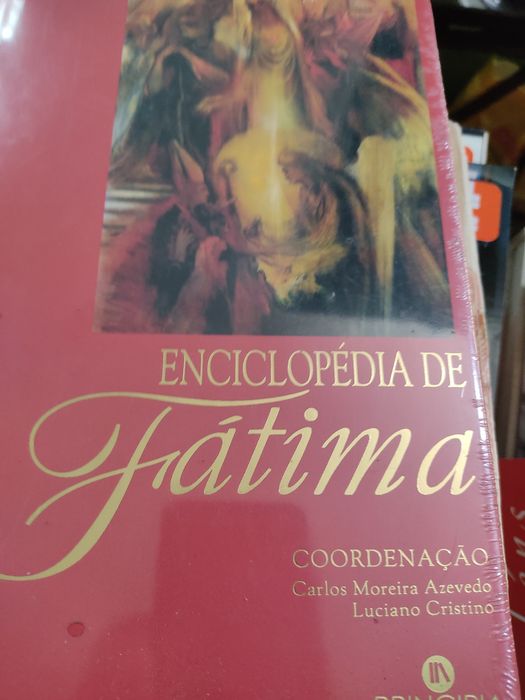 ENCICLOPÉDIA DE
Fátima
COORDENAÇÃO
Carlos Moreira Azevedo
Luciano Cristino